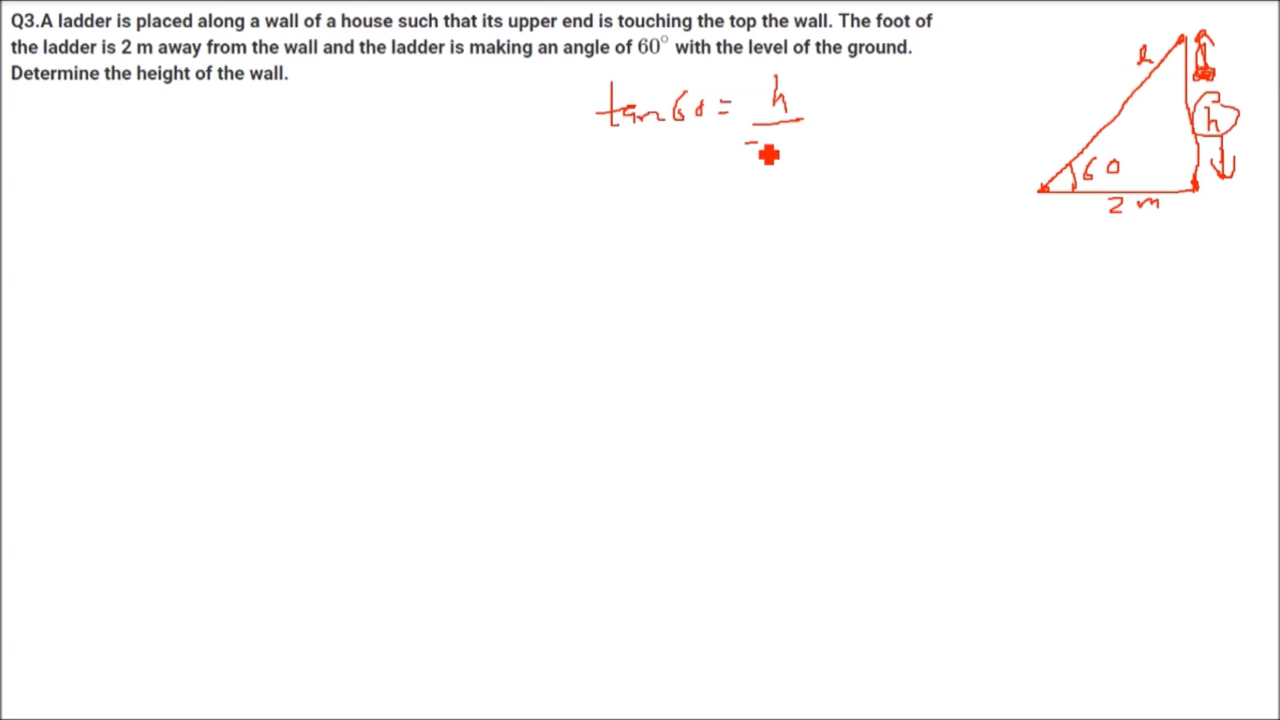 Q3.A ladder is placed along a wall of a house such that its upper end is touching the top the wall. The foot of
the ladder is 2 m away from the wall and the ladder is making an angle of 60° with the level of the ground.
Determine the height of the wall.
tan 60 = h
h
60
2 m